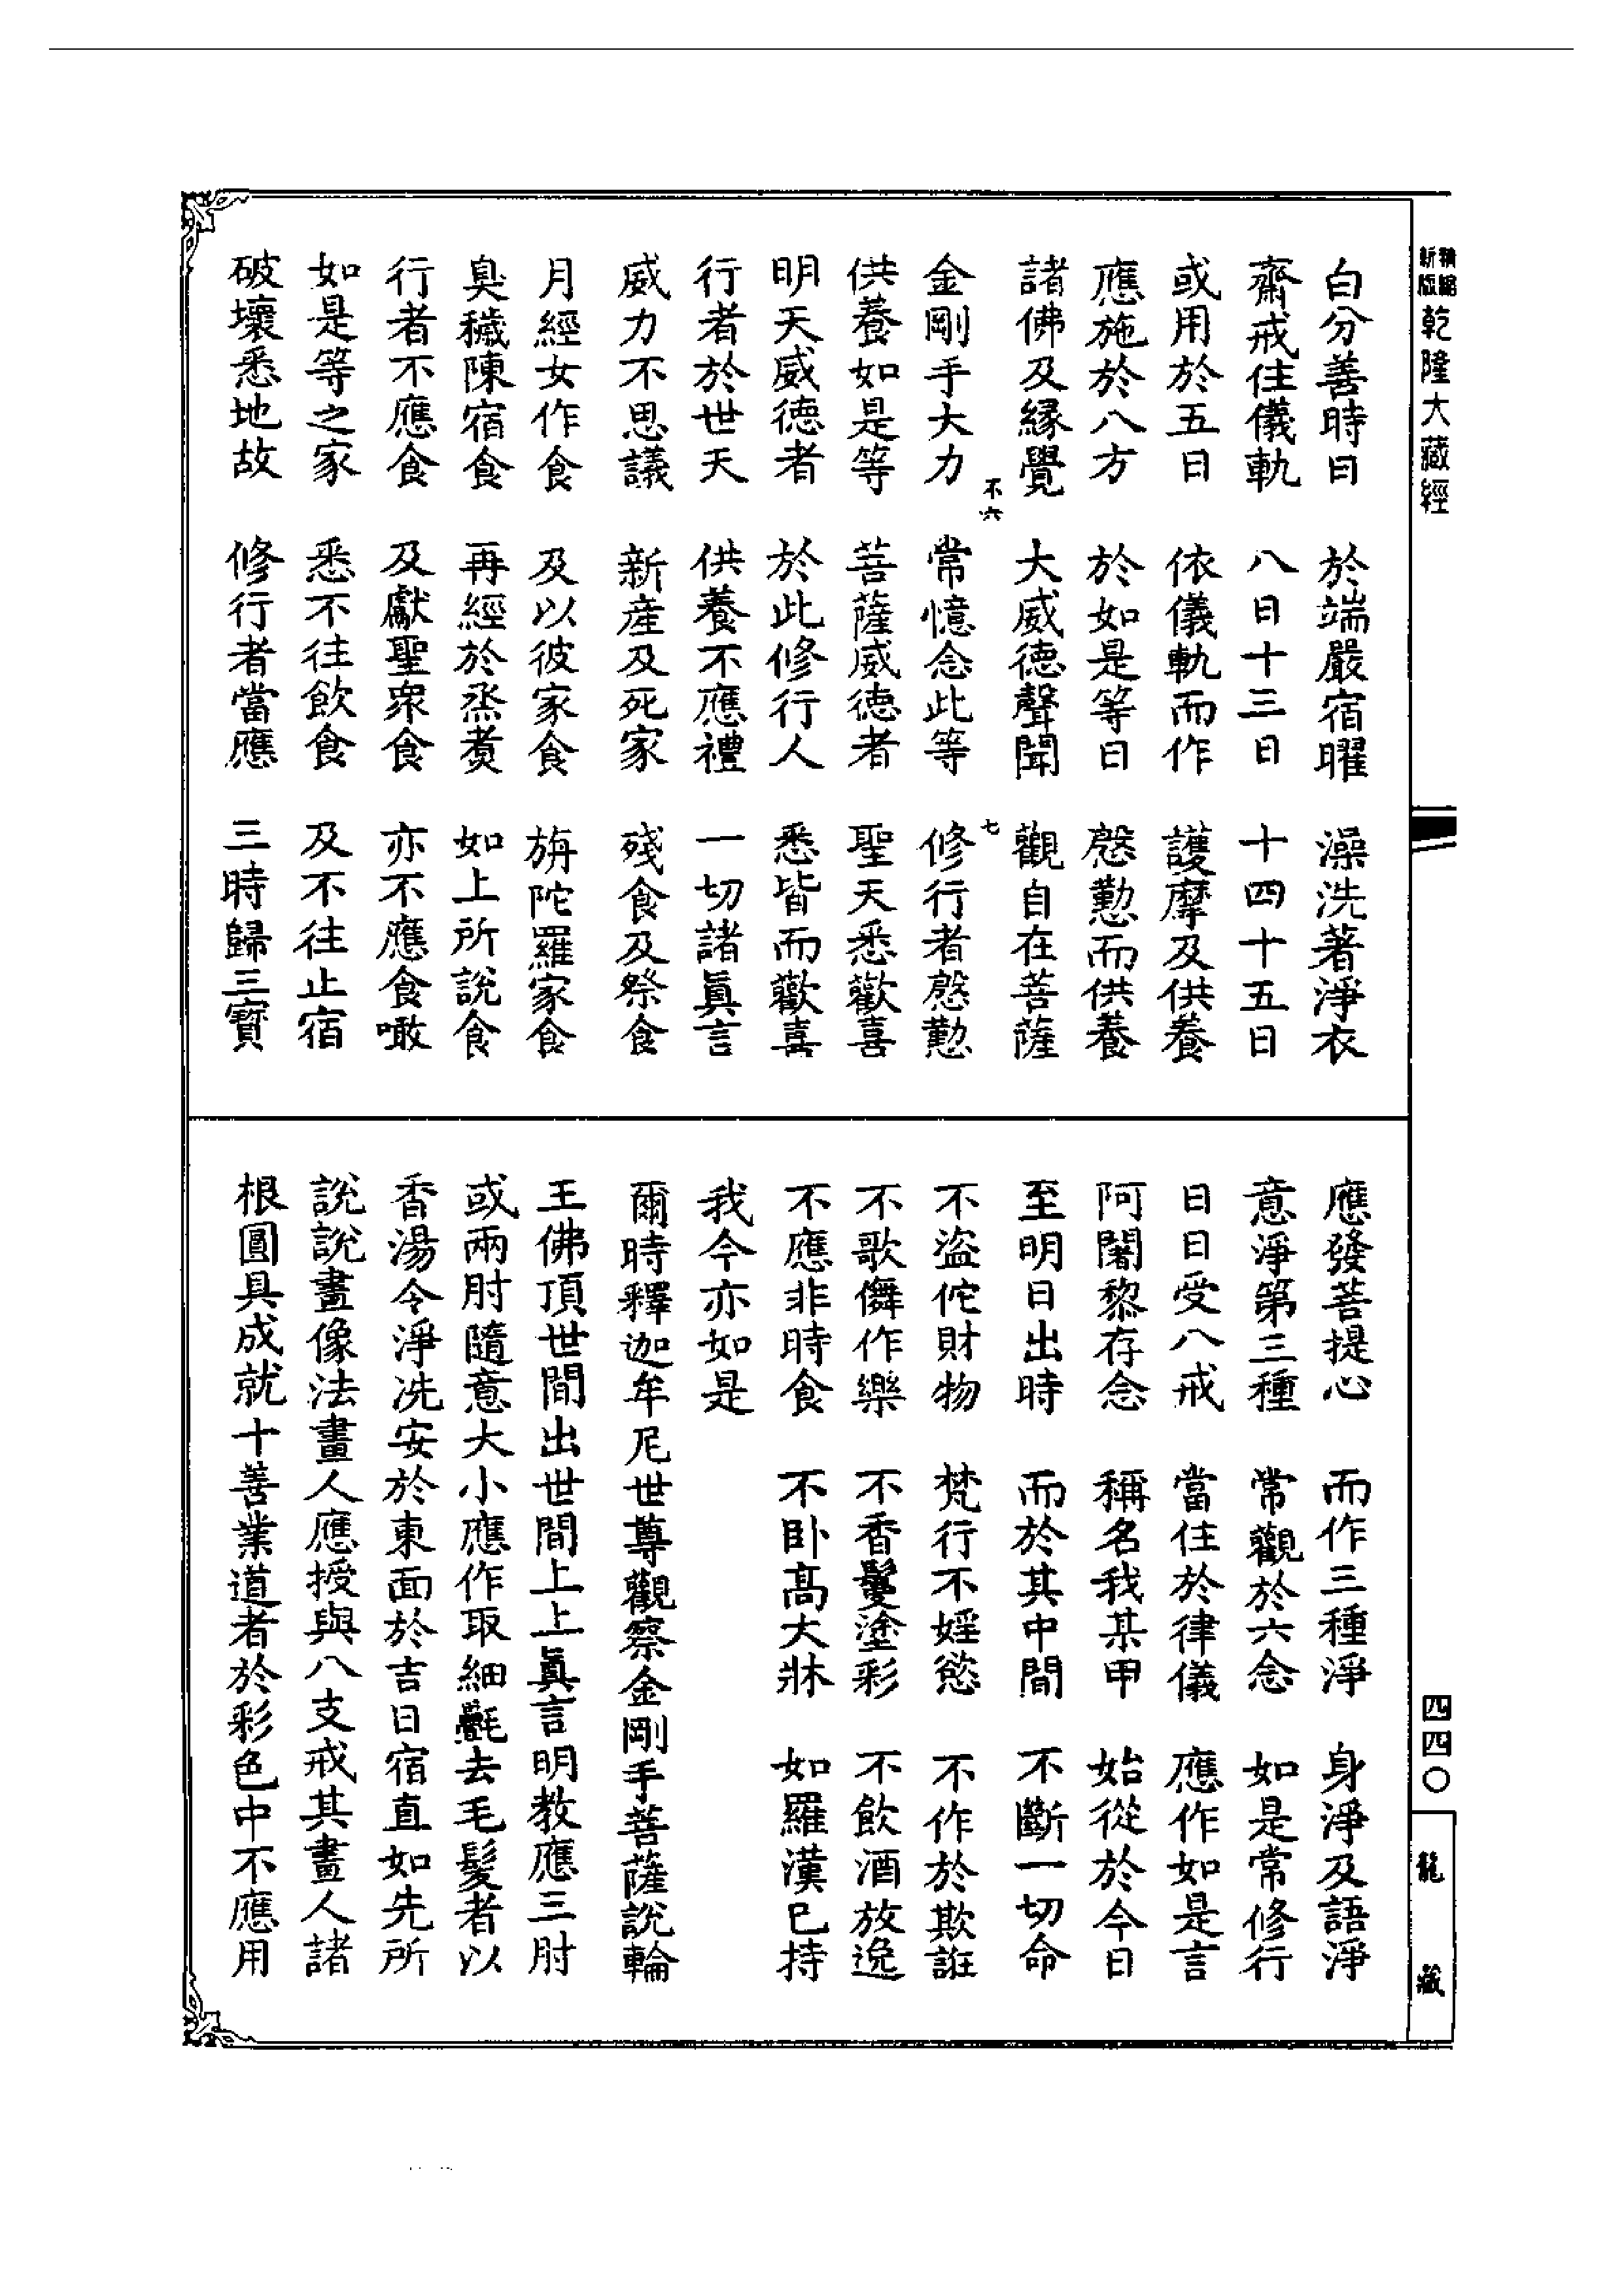 精縮新版乾隆大藏經
四四〇
龍藏
白分善時日　於端嚴宿曜　澡洗著淨衣
齋戒住儀軌　八日十三日　十四十五日
或用於五日　依儀軌而作　護摩及供養
應施於八方　於如是等日　慇懃而供養
諸佛及緣覺　大威德聲聞　觀自在菩薩
不六　七
金剛手大力　常憶念此等　修行者慇懃
供養如是等　菩薩威德者　聖天悉歡喜
明天威德者　於此修行人　悉皆而歡喜
行者於世天　供養不應禮　一切諸眞言
威力不思議　新產及死家　殘食及祭食
月經女作食　及以彼家食　旃陀羅家食
臭穢陳宿食　再經於烝煑　如上所說食
行者不應食　及獻聖衆食　亦不應食噉
如是等之家　悉不往飲食　及不往止宿
破壞悉地故　修行者當應　三時歸三寶
應發菩提心　而作三種淨　身淨及語淨
意淨第三種　常觀於六念　如是常修行
日日受八戒　當住於律儀　應作如是言
阿闍黎存念　稱名我某甲　始從於今日
至明日出時　而於其中間　不斷一切命
不盜佗財物　梵行不婬慾　不作於欺誑
不歌儛作樂　不香鬘塗彩　不飲酒放逸
不應非時食　不臥高大牀　如羅漢已持
我今亦如是
爾時釋迦牟尼世尊觀察金剛手菩薩說輪
王佛頂世間出世間上上眞言明教應三肘
或兩肘隨意大小應作取細㲲去毛髮者以
香湯令淨洗安於東面於吉日宿直如先所
說說畫像法畫人應授與八支戒其畫人諸
根圓具成就十善業道者於彩色中不應用